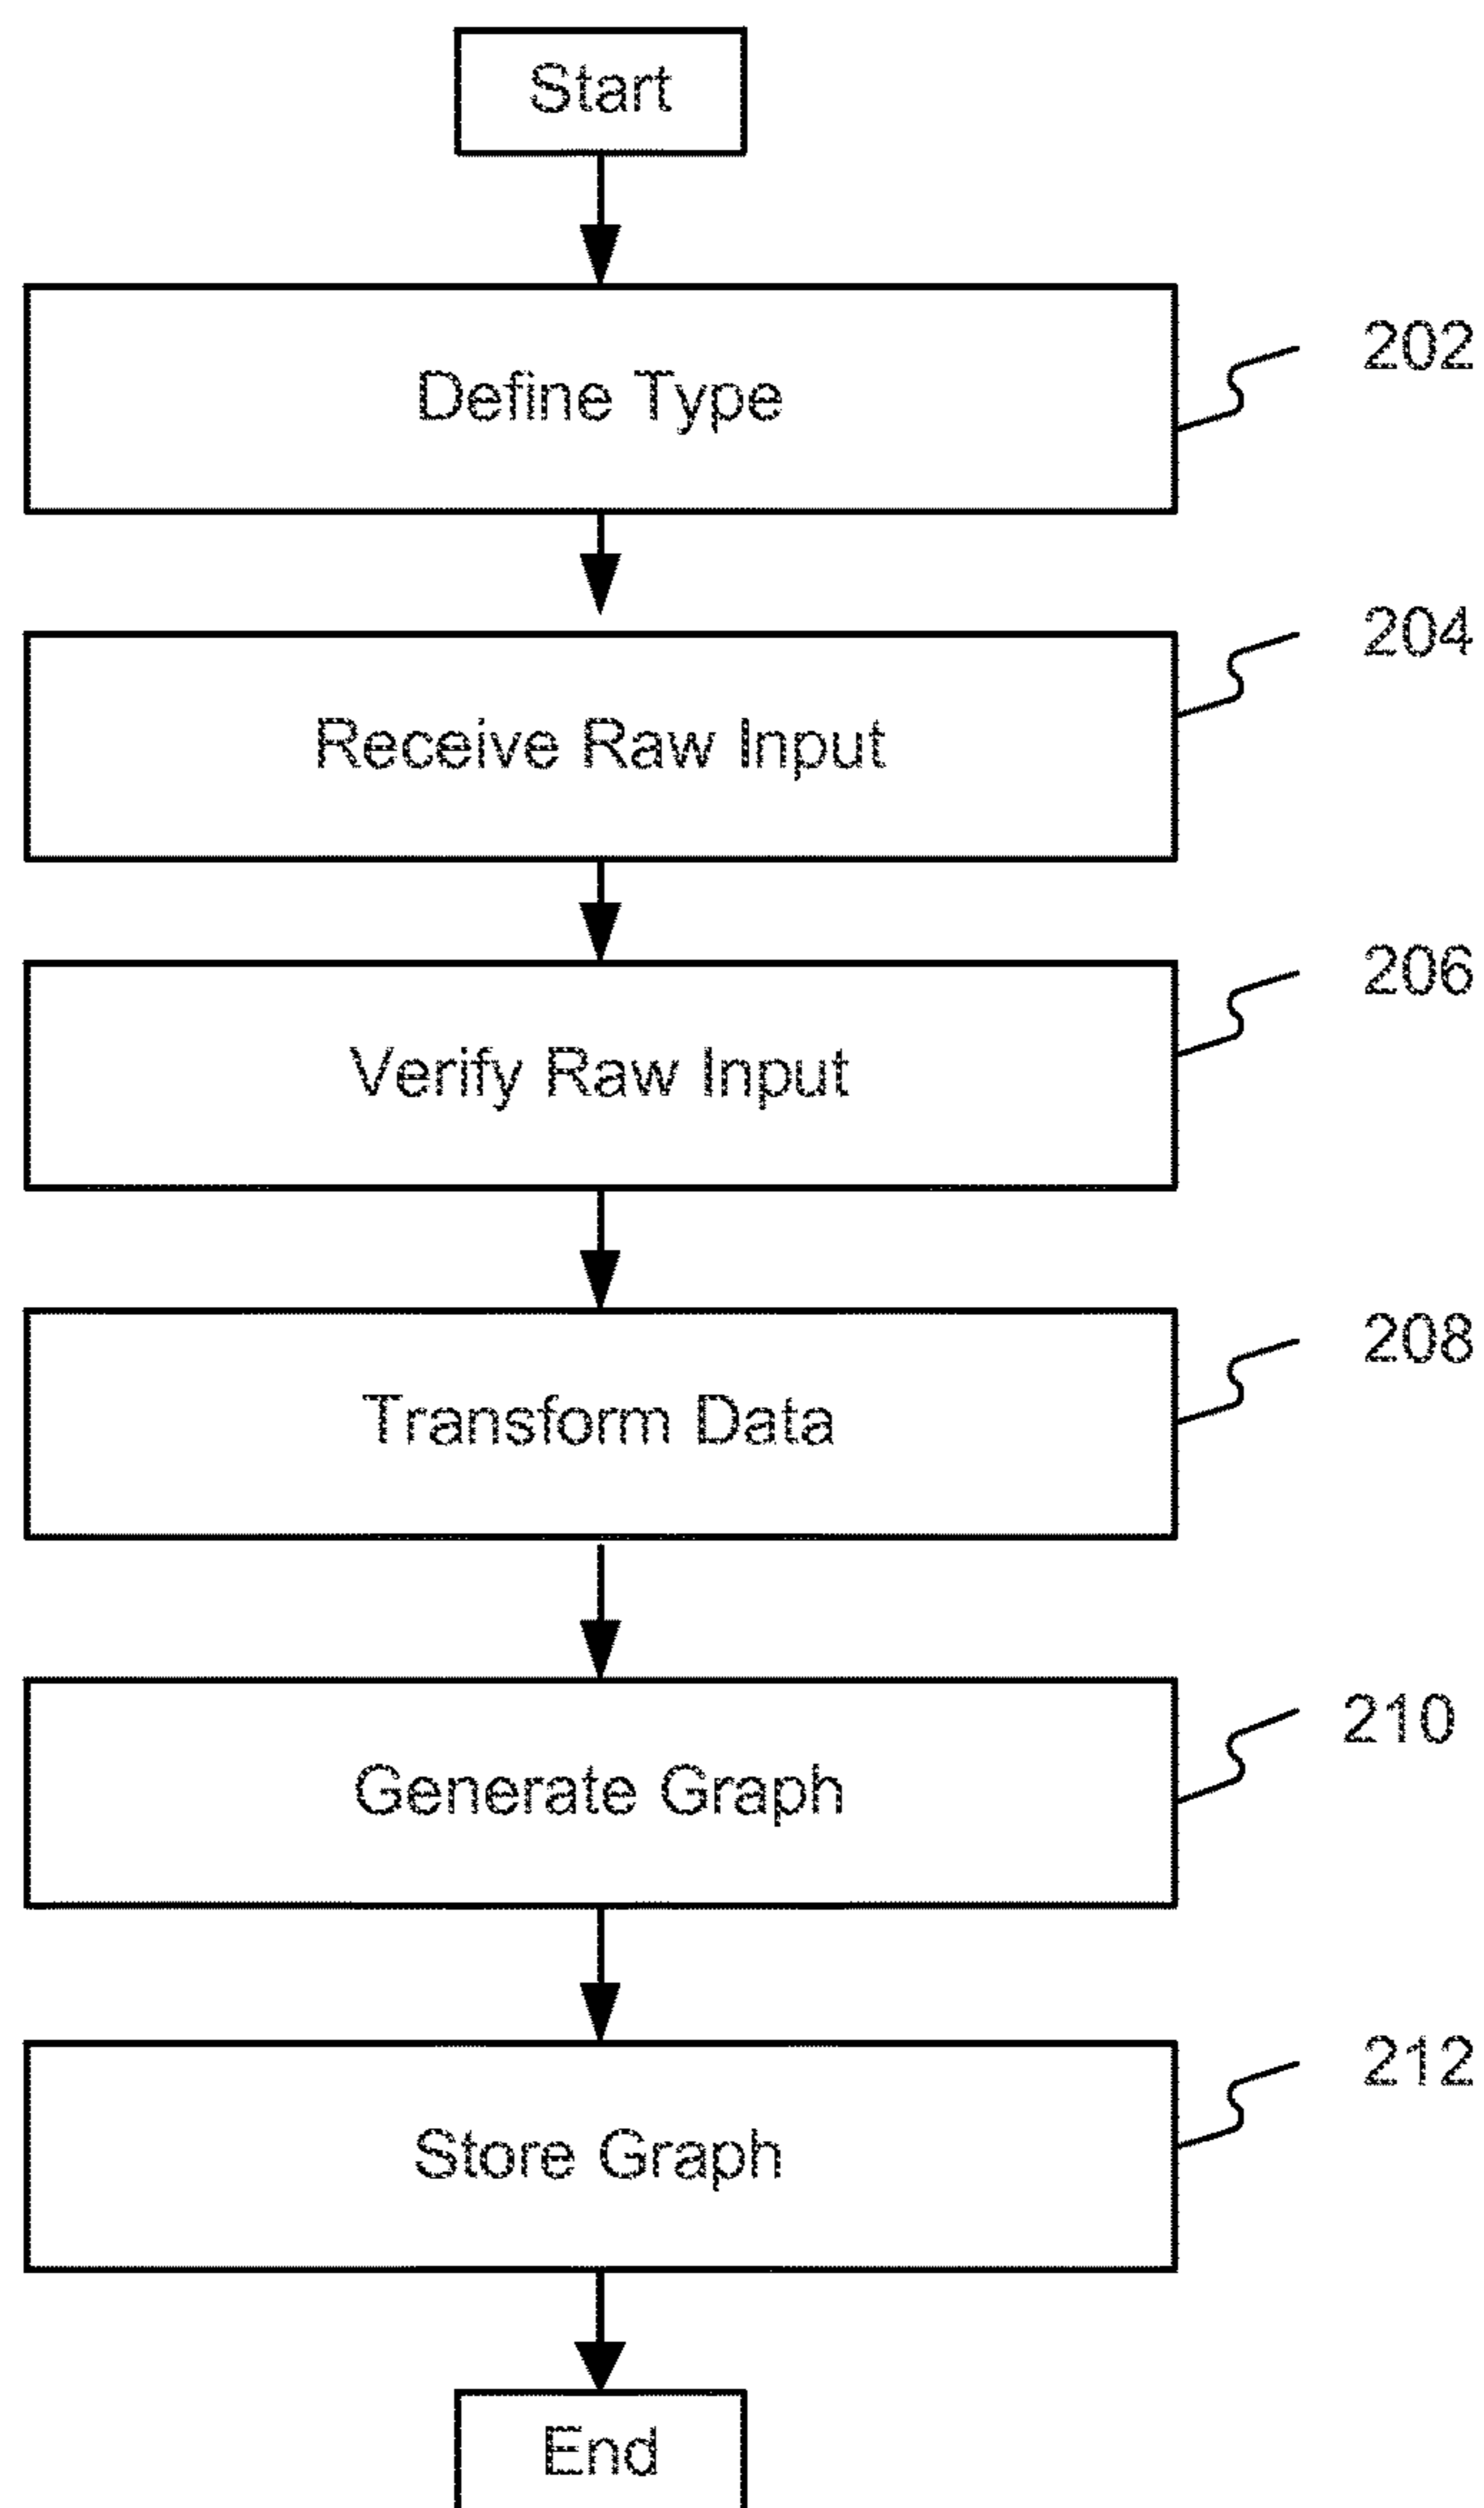 Start
Define Type
202
Receive Raw Input
204
Verify Raw Input
206
Transform Data
208
Generate Graph
210
Store Graph
212
End